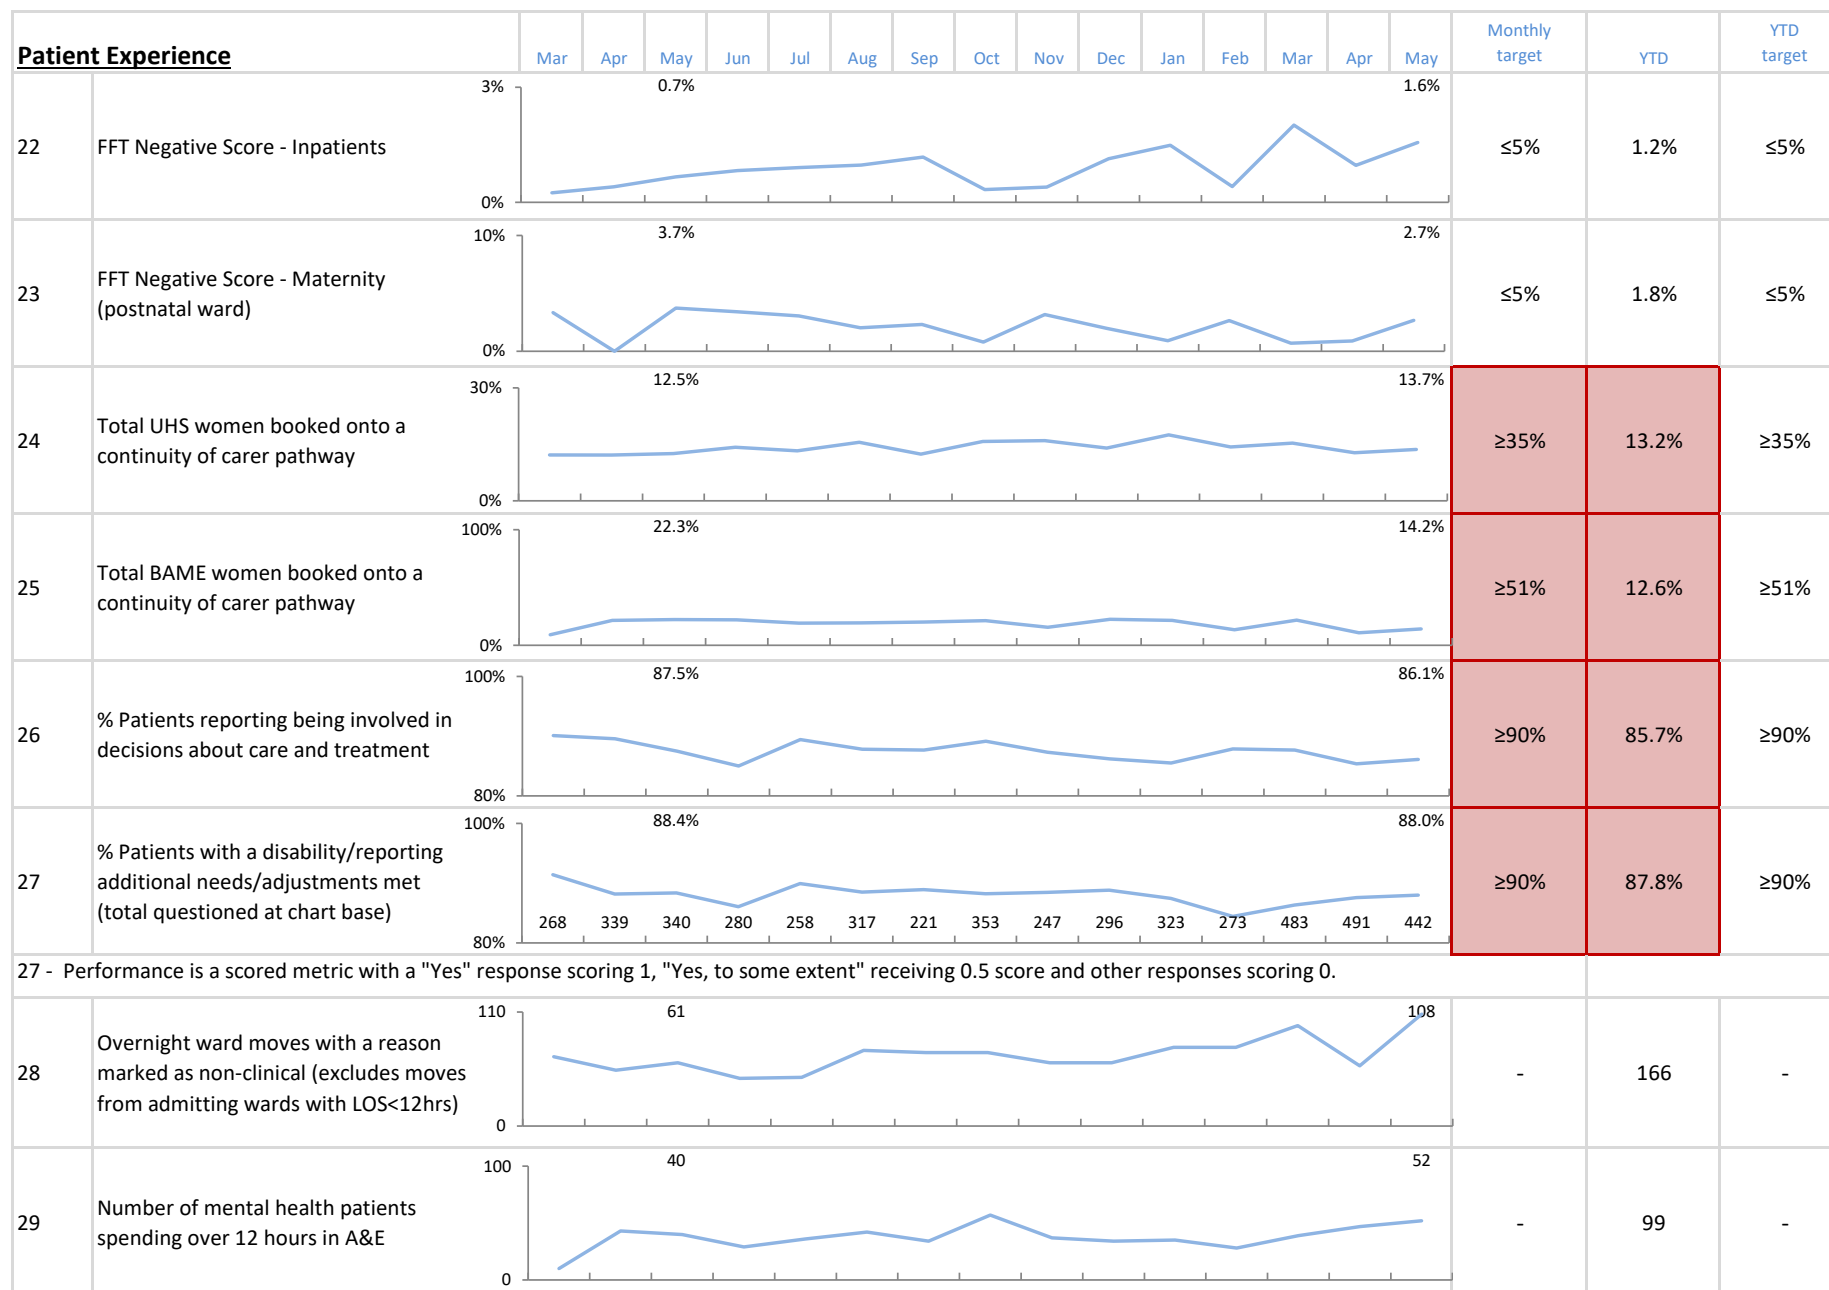 Patient Experience Mar Apr May Jun Jul Aug Sep Oct Nov Dec Jan Feb Mar Apr May Monthly target YTD YTD target
3% 0.7% 1.6%
22 FFT Negative Score - Inpatients ≤5% 1.2% ≤5%
0%
10% 3.7% 2.7%
23 FFT Negative Score - Maternity
(postnatal ward) ≤5% 1.8% ≤5%
0%
30% 12.5% 13.7%
24 Total UHS women booked onto a
continuity of carer pathway ≥35% 13.2% ≥35%
0%
100% 22.3% 14.2%
25 Total BAME women booked onto a
continuity of carer pathway ≥51% 12.6% ≥51%
0%
100% 87.5% 86.1%
26 % Patients reporting being involved in
decisions about care and treatment ≥90% 85.7% ≥90%
80%
100% 88.4% 88.0%
27 % Patients with a disability/reporting
additional needs/adjustments met
(total questioned at chart base) ≥90% 87.8% ≥90%
268 339 340 280 258 317 221 353 247 296 323 273 483 491 442
80%
27 - Performance is a scored metric with a "Yes" response scoring 1, "Yes, to some extent" receiving 0.5 score and other responses scoring 0.
110 61 108
28 Overnight ward moves with a reason
marked as non-clinical (excludes moves
from admitting wards with LOS<12hrs) - 166 -
0
100 40 52
29 Number of mental health patients
spending over 12 hours in A&E - 99 -
0